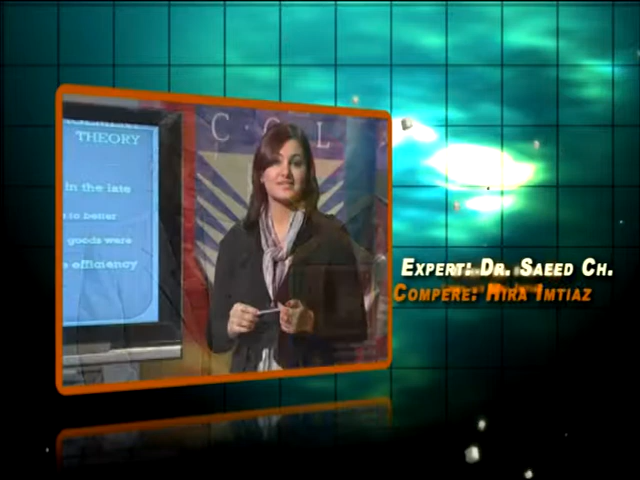 THEORY
in the late
to better
goods were
efficiency
C O L
EXPERT: DR. SAEED CH.
COMPERE: HIRA IMTIAZ